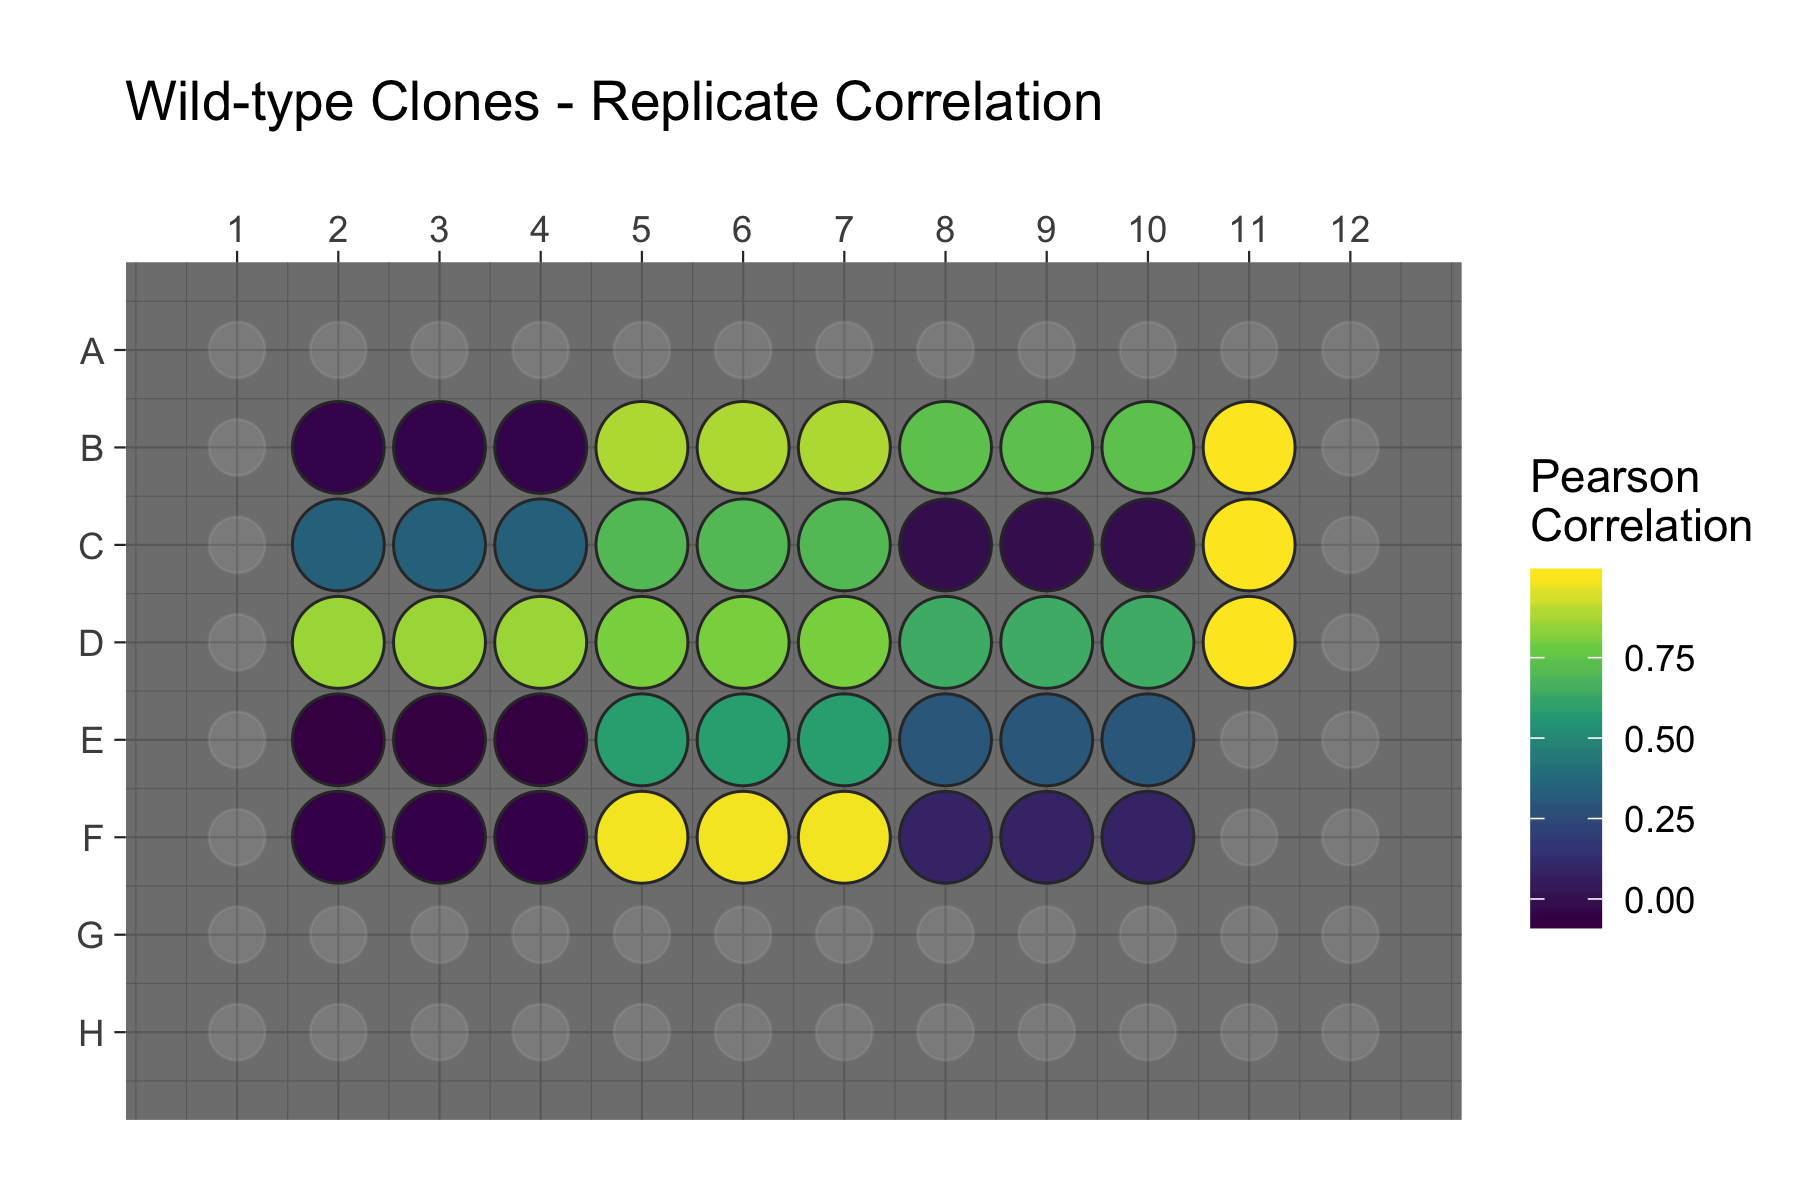 Wild-type Clones - Replicate Correlation
1 2 3 4 5 6 7 8 9 10 11 12
A
B
C
D
E
F
G
H
Pearson
Correlation
0.75
0.50
0.25
0.00